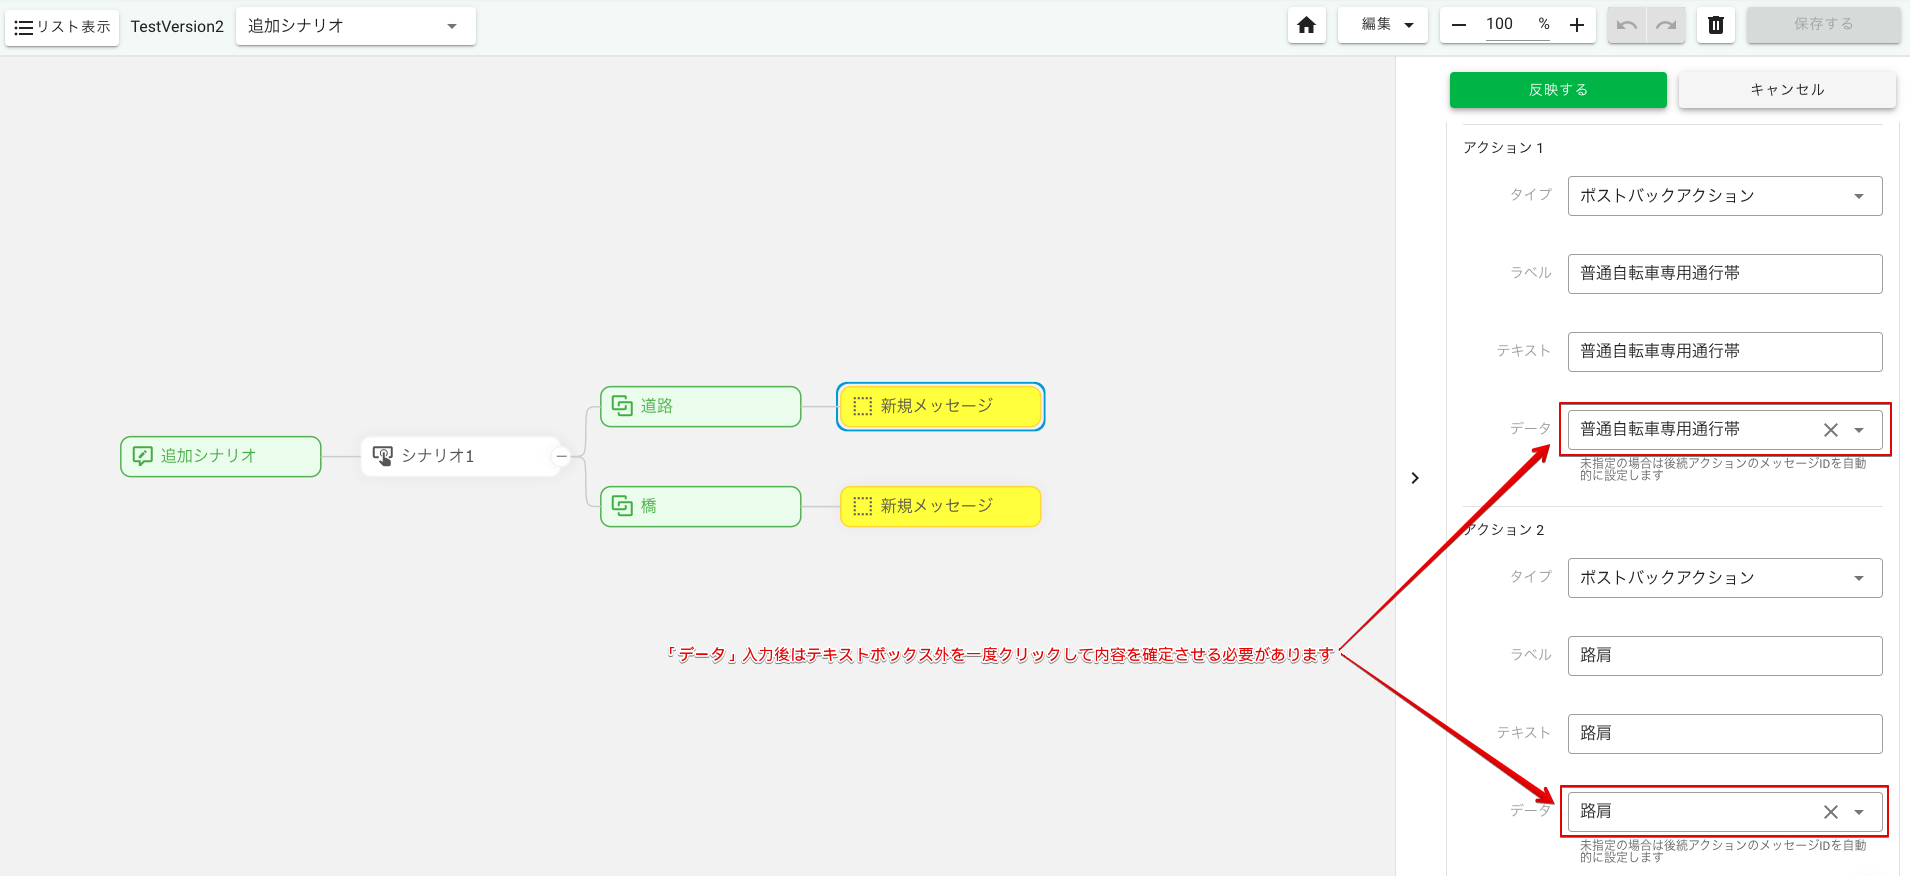 リスト表示
TestVersion2
追加シナリオ
編集
100 %
保存する
反映する
キャンセル
アクション 1
タイプ
ポストバックアクション
ラベル
普通自転車専用通行帯
テキスト
普通自転車専用通行帯
データ
普通自転車専用通行帯
未指定の場合は後続アクションのメッセージIDを自動
的に設定します
アクション 2
タイプ
ポストバックアクション
ラベル
路肩
テキスト
路肩
データ
路肩
未指定の場合は後続アクションのメッセージIDを自動
的に設定します
追加シナリオ
シナリオ1
道路
新規メッセージ
橋
新規メッセージ
「データ」入力後はテキストボックス外を一度クリックして内容を確定させる必要があります